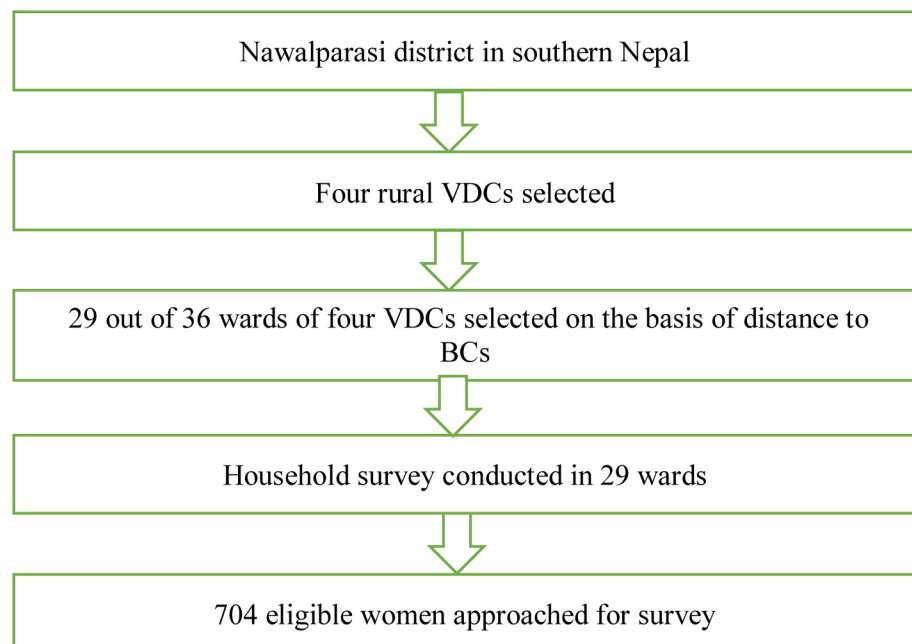 Nawalparasi district in southern Nepal
Four rural VDCs selected
29 out of 36 wards of four VDCs selected on the basis of distance to
BCs
Household survey conducted in 29 wards
704 eligible women approached for survey